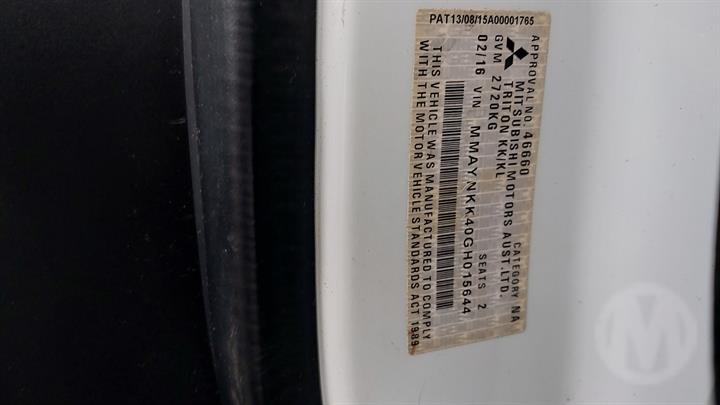 PAT13/08/15A00001765
APPROVAL NO. 46660 CATEGORY NA
MITSUBISHI MOTORS AUST.LTD.
TRITON KK/KL
GVM 2720KG SEATS 2
02/16 VIN MMAYNKK40GH015644
THIS VEHICLE WAS MANUFACTURED TO COMPLY
WITH THE MOTOR VEHICLE STANDARDS ACT 1989
M